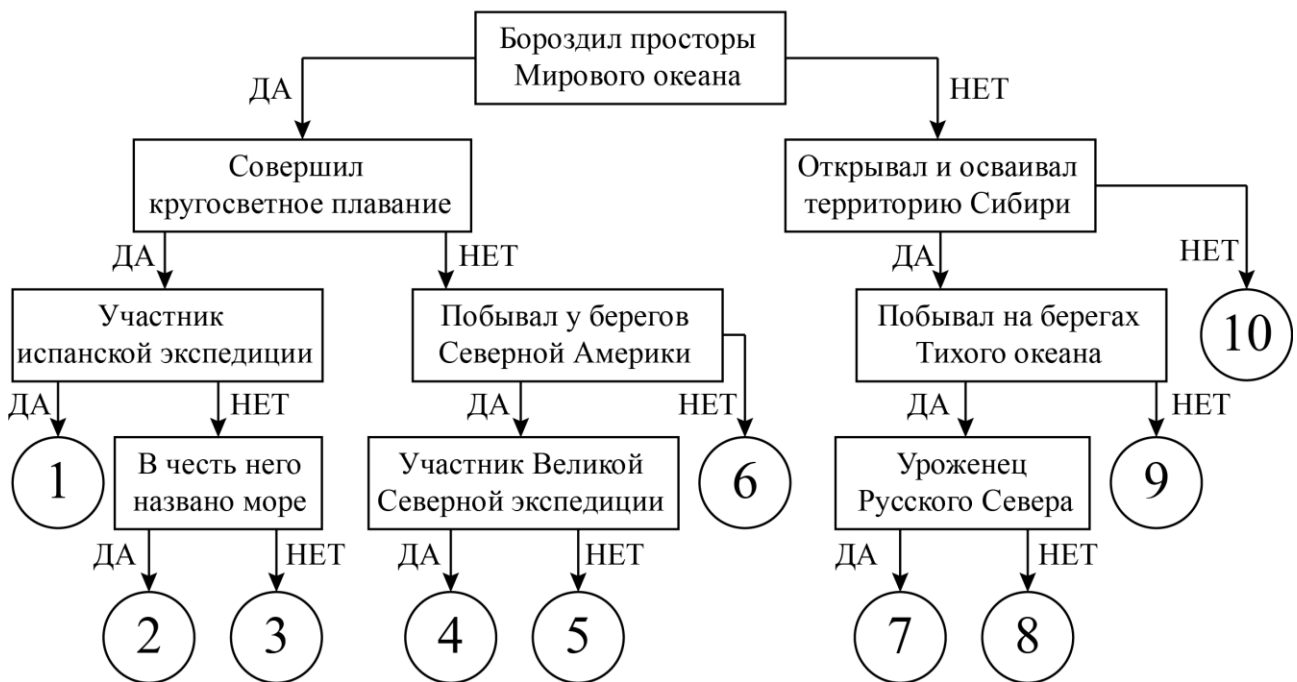 Бороздил просторы
Мирового океана
ДА
НЕТ
Совершил
кругосветное плавание
Открывал и осваивал
территорию Сибири
ДА
НЕТ
ДА
НЕТ
Участник
испанской экспедиции
Побывал у берегов
Северной Америки
Побывал на берегах
Тихого океана
10
ДА
НЕТ
ДА
НЕТ
ДА
НЕТ
1
В честь него
названо море
Участник Великой
Северной экспедиции
6
Уроженец
Русского Севера
9
ДА
НЕТ
ДА
НЕТ
ДА
НЕТ
2
3
4
5
7
8